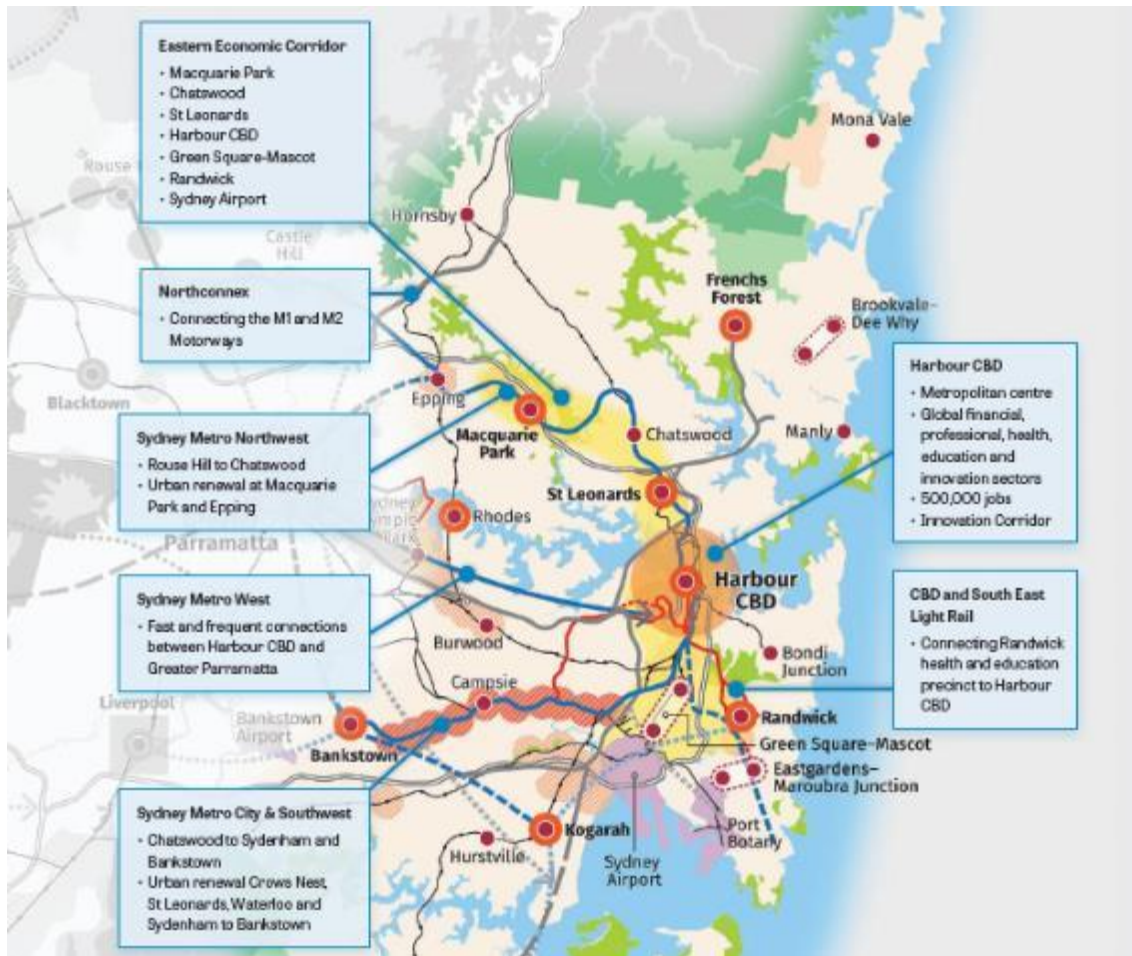 Eastern Economic Corridor
• Macquarie Park
• Chatswood
• St Leonards
• Harbour CBD
• Green Square-Mascot
• Randwick
• Sydney Airport
Mona Vale
Rouse
Hornsby
Castle
Hill
Northconnex
• Connecting the M1 and M2
Motorways
Frenchs
Forest
Brookvale-
Dee Why
Harbour CBD
• Metropolitan centre
• Global financial,
professional, health,
education and
innovation sectors
• 500,000 jobs
• Innovation Corridor
Blacktown
Epping
Macquarie
Park
Chatswood
Manly
Sydney Metro Northwest
• Rouse Hill to Chatswood
• Urban renewal at Macquarie
Park and Epping
St Leonards
Rhodes
Parramatta
Harbour
CBD
Sydney Metro West
• Fast and frequent connections
between Harbour CBD and
Greater Parramatta
CBD and South East
Light Rail
• Connecting Randwick
health and education
precinct to Harbour
CBD
Burwood
Bondi
Junction
Campsie
Liverpool
Bankstown
Airport
Bankstown
Randwick
Green Square-Mascot
Eastgardens-
Maroubra Junction
Sydney Metro City & Southwest
• Chatswood to Sydenham and
Bankstown
• Urban renewal Crows Nest,
St Leonards, Waterloo and
Sydenham to Bankstown
Kogarah
Hurstville
Sydney
Airport
Port
Botany